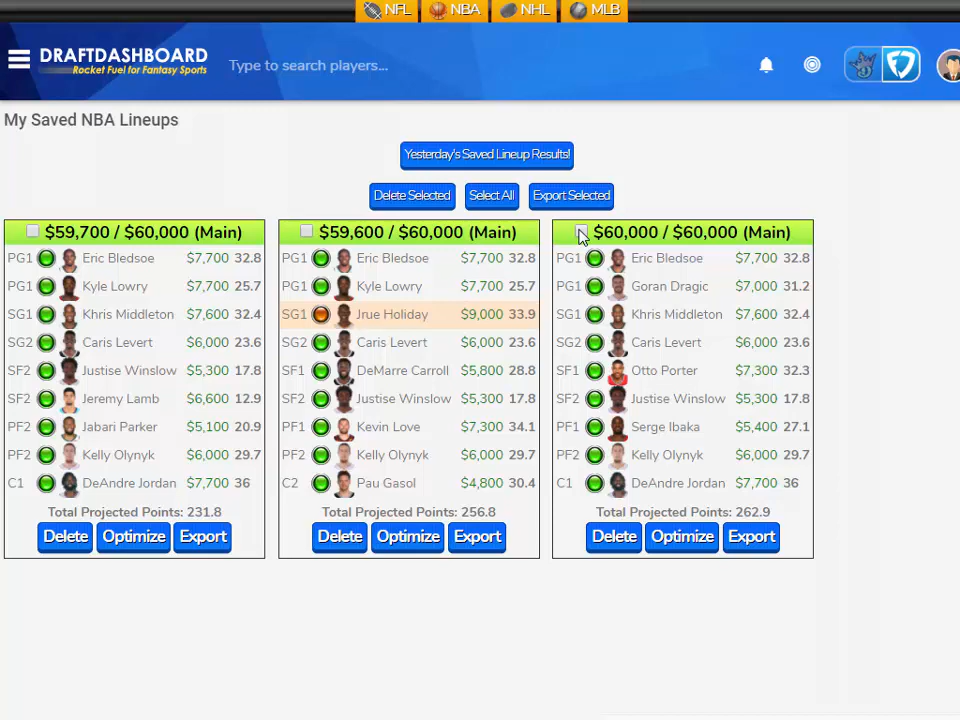 NFL NBA NHL MLB
DRAFTDASHBOARD
Rocket Fuel for Fantasy Sports
Type to search players...
My Saved NBA Lineups
Yesterday's Saved Lineup Results!
Delete Selected Select All Export Selected
$59,700 / $60,000 (Main)
PG1 Eric Bledsoe $7,700 32.8
PG1 Kyle Lowry $7,700 25.7
SG1 Khris Middleton $7,600 32.4
SG2 Caris Levert $6,000 23.6
SF2 Justise Winslow $5,300 17.8
SF2 Jeremy Lamb $6,600 12.9
PF2 Jabari Parker $5,100 20.9
PF2 Kelly Olynyk $6,000 29.7
C1 DeAndre Jordan $7,700 36
Total Projected Points: 231.8
Delete Optimize Export
$59,600 / $60,000 (Main)
PG1 Eric Bledsoe $7,700 32.8
PG1 Kyle Lowry $7,700 25.7
SG1 Jrue Holiday $9,000 33.9
SG2 Caris Levert $6,000 23.6
SF1 DeMarre Carroll $5,800 28.8
SF2 Justise Winslow $5,300 17.8
PF1 Kevin Love $7,300 34.1
PF2 Kelly Olynyk $6,000 29.7
C2 Pau Gasol $4,800 30.4
Total Projected Points: 256.8
Delete Optimize Export
$60,000 / $60,000 (Main)
PG1 Eric Bledsoe $7,700 32.8
PG1 Goran Dragic $7,000 31.2
SG1 Khris Middleton $7,600 32.4
SG2 Caris Levert $6,000 23.6
SF1 Otto Porter $7,300 32.3
SF2 Justise Winslow $5,300 17.8
PF1 Serge Ibaka $5,400 27.1
PF2 Kelly Olynyk $6,000 29.7
C1 DeAndre Jordan $7,700 36
Total Projected Points: 262.9
Delete Optimize Export